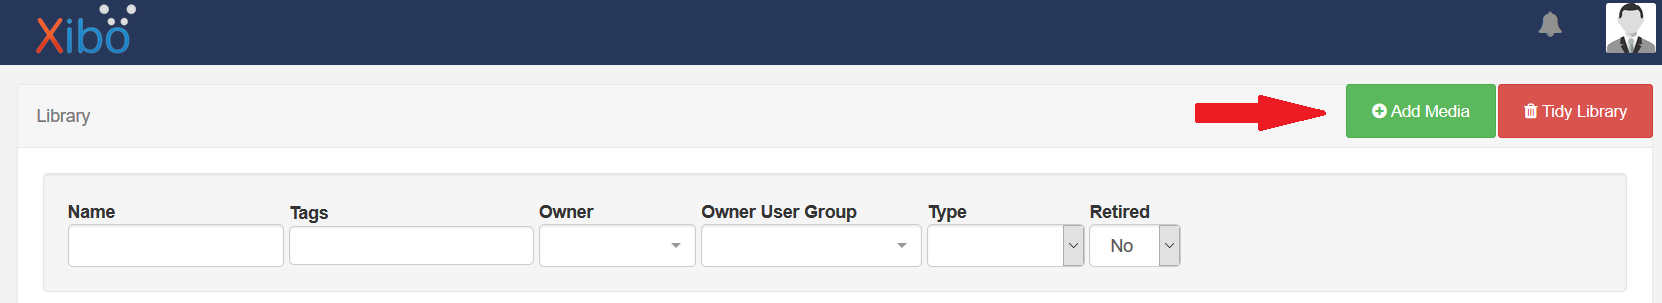 Xibo
Library
Add Media
Tidy Library
Name
Tags
Owner
Owner User Group
Type
Retired
No